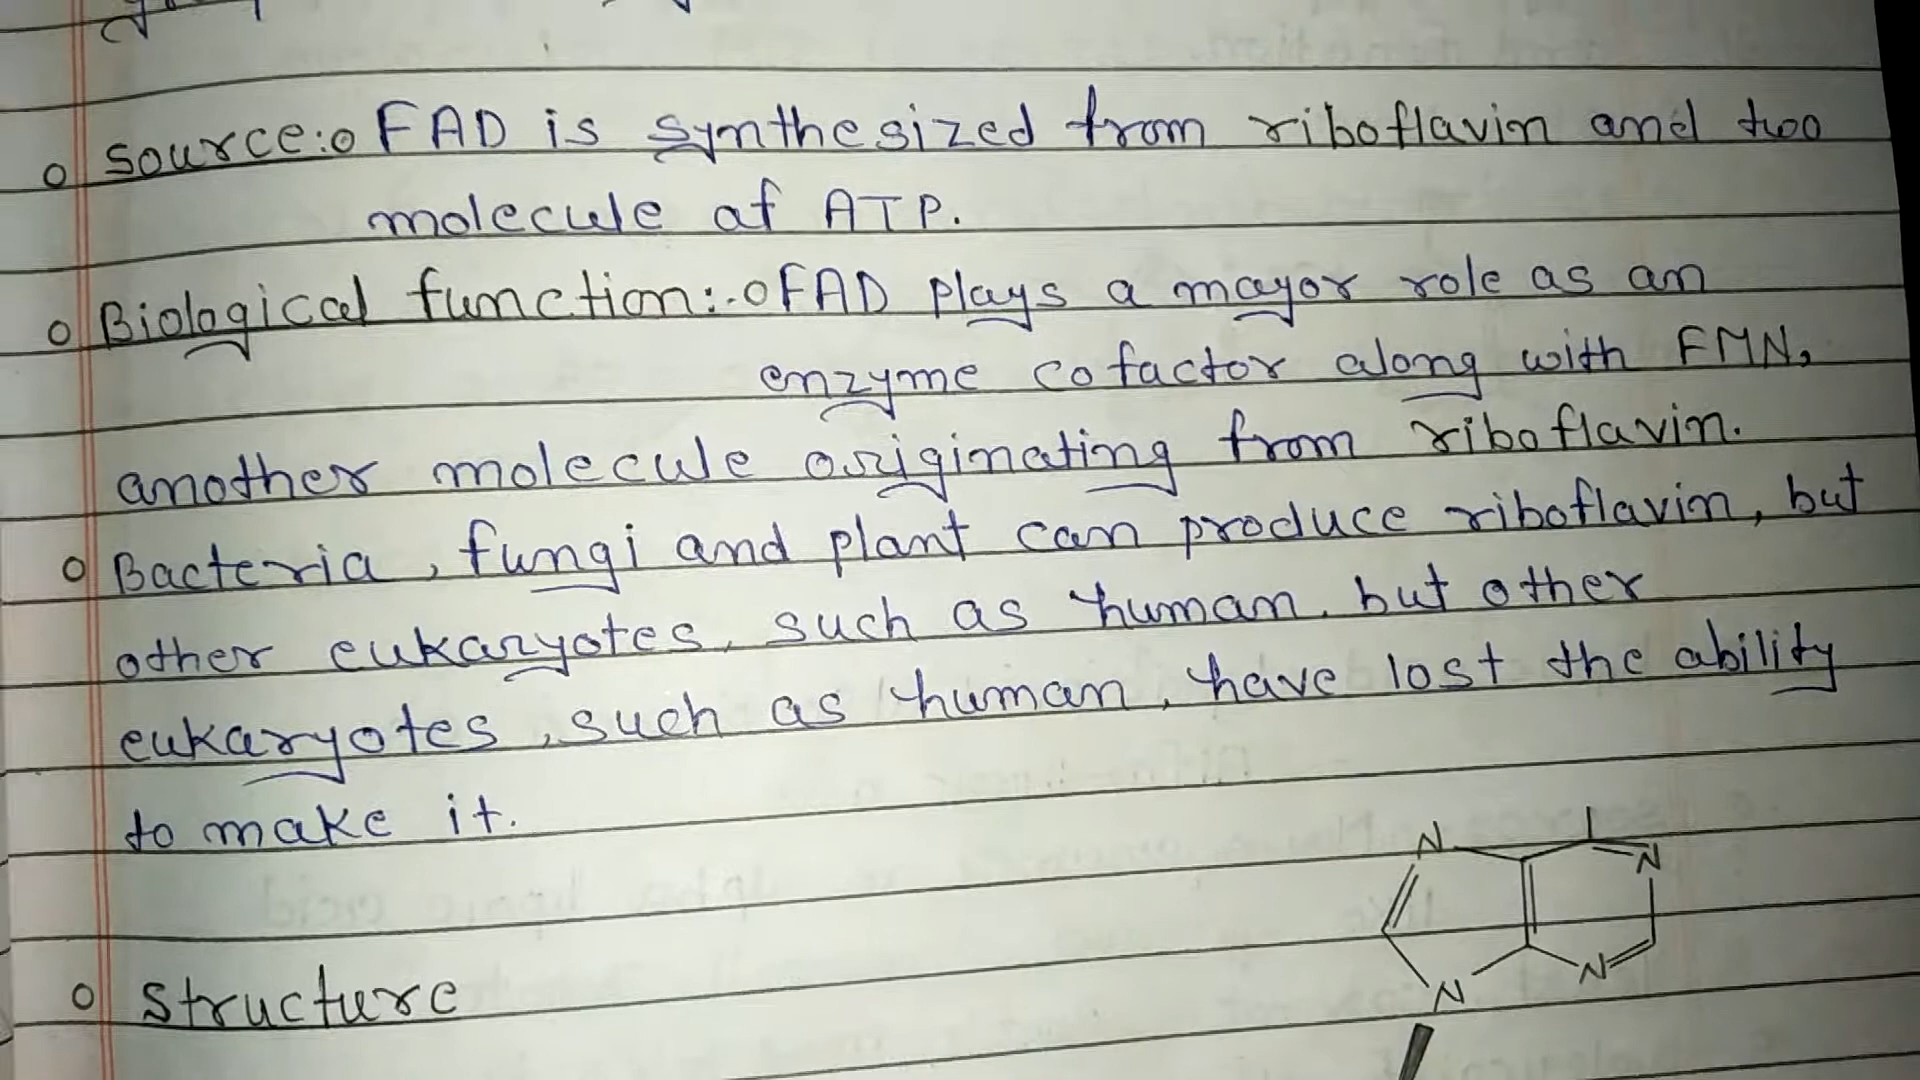 o source:o FAD is synthesized from riboflavin and two
molecule of ATP.
o Biological function:-o FAD plays a mayor role as an
enzyme cofactor along with FMN,
another molecule originating from riboflavin.
o Bacteria, fungi and plant can produce riboflavin, but
other eukaryotes, such as human, but other
eukaryotes, such as human, have lost the ability
to make it.
o structure
N
N
N
N